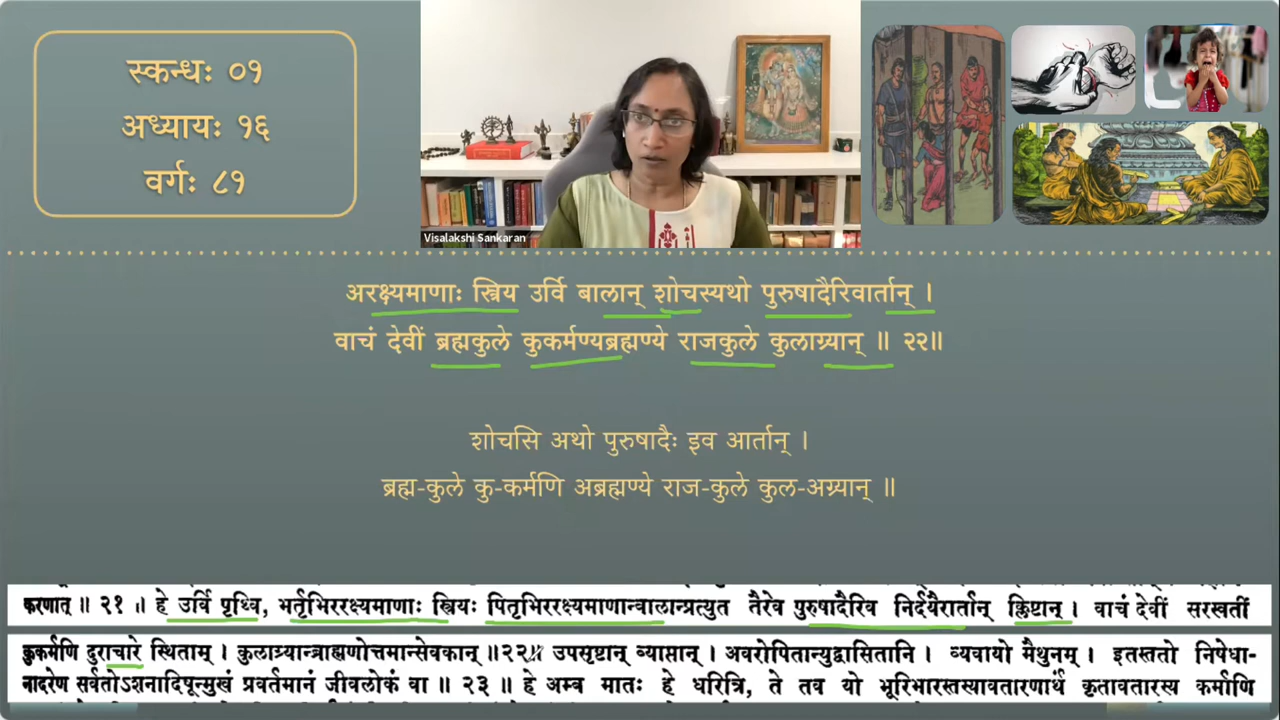 स्कन्धः ०१
अध्यायः १६
वर्गः ८१
Visalakshi Sankaran
अरक्ष्यमाणाः स्त्रिय उर्वि बालान् शोचस्यथो पुरुषादैरिवार्तान् ।
वाचं देवीं ब्रह्मकुले कुकर्मण्यब्रह्मण्ये राजकुले कुलाग्र्यान् ॥ २२॥
शोचसि अथो पुरुषादैः इव आर्तान् ।
ब्रह्म-कुले कु-कर्मणि अब्रह्मण्ये राज-कुले कुल-अग्र्यान् ॥
करणात् ॥ २१ ॥ हे उर्वि पृथ्वि, भर्तृभिररक्ष्यमाणाः स्त्रियः पितृभिररक्ष्यमाणान्बालान्प्रत्युत तैरेव पुरुषादैरिव निर्दयैरार्तान् क्लिष्टान् । वाचं देवीं सरस्वतीं
कुकर्मणि दुराचारे स्थिताम् । कुलाग्र्यान्ब्राह्मणोत्तमान्सेवकान् ॥२२॥ उपसृष्टान् व्याप्तान् । अवरोपितान्युद्वासितानि । व्यवायो मैथुनम् । इतस्ततो निषेधा-
नादरेण सर्वतोऽशनादिपून्मुखं प्रवर्तमानं जीवलोकं वा ॥ २३ ॥ हे अम्ब मातः हे धरित्रि, ते तव यो भूरिभारस्तस्यावतारणार्थं कृतावतारस्य कर्माणि